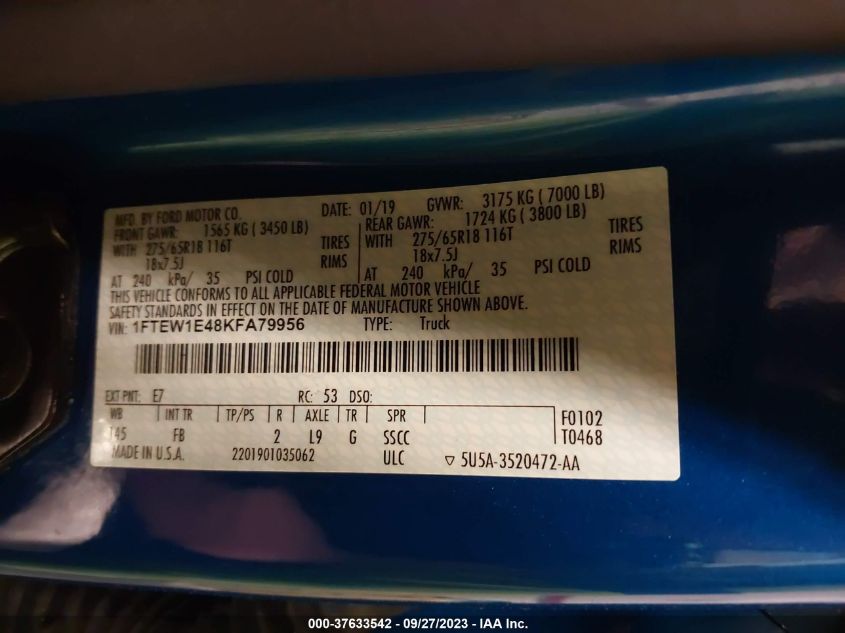 MFD. BY FORD MOTOR CO. DATE: 01/19 GVWR: 3175 KG ( 7000 LB)
FRONT GAWR: 1565 KG ( 3450 LB) REAR GAWR: 1724 KG ( 3800 LB)
WITH 275/65R18 116T TIRES WITH 275/65R18 116T TIRES
18x7.5J RIMS 18x7.5J RIMS
AT 240 kPa/ 35 PSI COLD AT 240 kPa/ 35 PSI COLD
THIS VEHICLE CONFORMS TO ALL APPLICABLE FEDERAL MOTOR VEHICLE
SAFETY STANDARDS IN EFFECT ON THE DATE OF MANUFACTURE SHOWN ABOVE.
VIN: 1FTEW1E48KFA79956 TYPE: Truck
EXT PNT: E7 RC: 53 DSO:
WB INT TR TP/PS R AXLE TR SPR F0102
145 FB 2 L9 G SSCC T0468
MADE IN U.S.A. 2201901035062 ULC ▽ 5U5A-3520472-AA
000-37633542 — 09/27/2023 — IAA Inc.